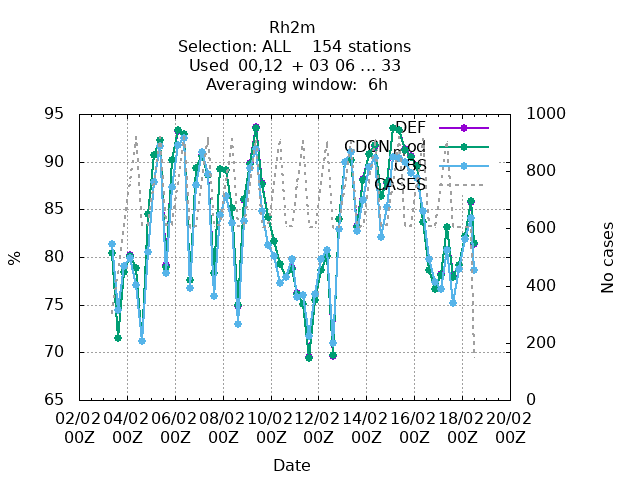 Rh2m
Selection: ALL 154 stations
Used 00,12 + 03 06 ... 33
Averaging window: 6h
95 1000
DEF
CDON_mod
90 OBS 800
CASES
85 600
80
% No cases
75 400
70 200
65 0
02/02 04/02 06/02 08/02 10/02 12/02 14/02 16/02 18/02 20/02
00Z 00Z 00Z 00Z 00Z 00Z 00Z 00Z 00Z 00Z
Date